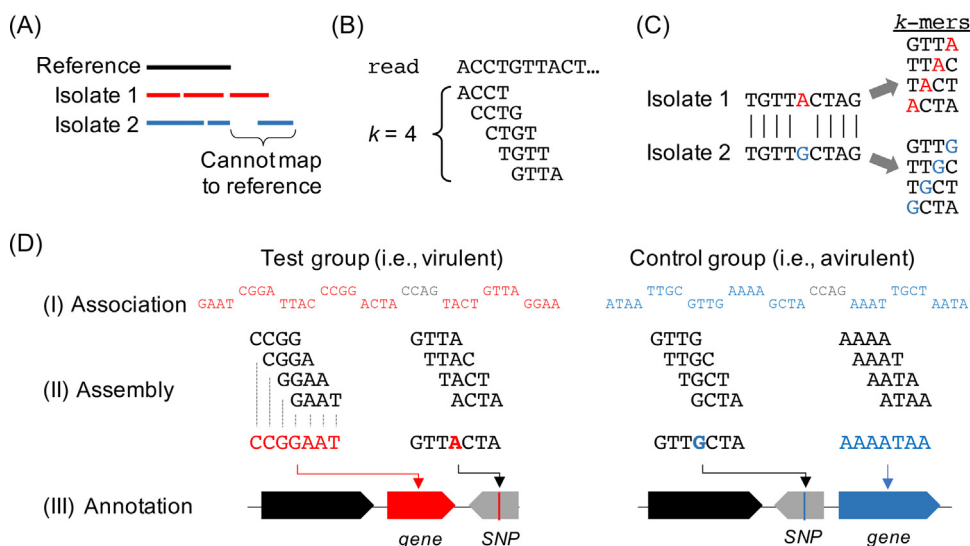 (A)
Reference
Isolate 1
Isolate 2
Cannot map
to reference
(B)
read ACCTGTTACT...
k = 4
ACCT
CCTG
CTGT
TGTT
GTTA
(C)
Isolate 1 TGTTACTAG
Isolate 2 TGTTGCTAG
k-mers
GTTA
TTAC
TACT
ACTA
GTTG
TTGC
TGCT
GCTA
(D)
Test group (i.e., virulent)
Control group (i.e., avirulent)
(I) Association
GAAT CGGA TTAC CCGG ACTA CCAG TACT GTTA GGAA
ATAA TTGC GTTG AAAA GCTA CCAG AAAT TGCT AATA
(II) Assembly
CCGG
CGGA
GGAA
GAAT
CCGGAAT
GTTA
TTAC
TACT
ACTA
GTTACTA
GTTG
TTGC
TGCT
GCTA
GTTGCTA
AAAA
AAAT
AATA
ATAA
AAAATAA
(III) Annotation
gene SNP
SNP gene